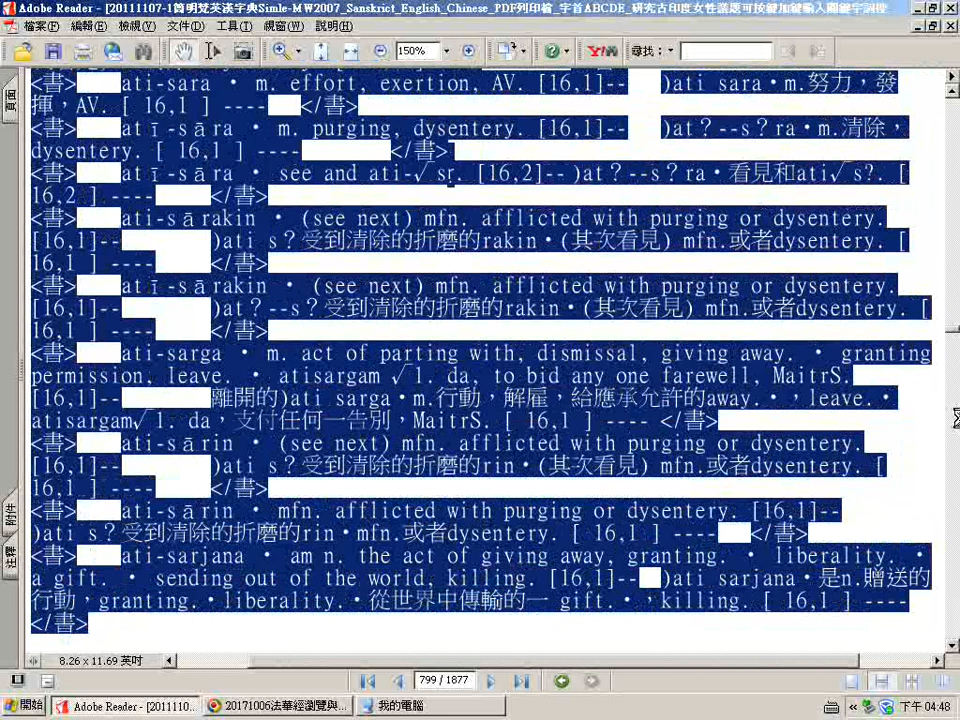 Adobe Reader - [20111107-1簡明梵英漢字典Simle-MW2007_Sanskrict_English_Chinese_PDF列印檔_字首ABCDE_研究古印度女性議題可按鍵加鍵輸入關鍵字詞搜
檔案(F) 編輯(E) 檢視(V) 文件(D) 工具(T) 視窗(W) 說明(H)
150% Y! 尋找：
頁面
附件
註釋
<書> ati-sara • m. effort, exertion, AV. [16,1]-- )ati sara•m.努力，發
揮，AV. [ 16,1 ] ---- </書>
<書> atī-sāra • m. purging, dysentery. [16,1]-- )at？--s？ra•m.清除，
dysentery. [ 16,1 ] ---- </書>
<書> atī-sāra • see and ati-√ sṛ. [16,2]-- )at？--s？ra•看見和ati√ s?. [
16,2 ] ---- </書>
<書> ati-sārakin • (see next) mfn. afflicted with purging or dysentery.
[16,1]-- )ati s？受到清除的折磨的rakin•(其次看見) mfn.或者dysentery. [
16,1 ] ---- </書>
<書> atī-sārakin • (see next) mfn. afflicted with purging or dysentery.
[16,1]-- )at？--s？受到清除的折磨的rakin•(其次看見) mfn.或者dysentery. [
16,1 ] ---- </書>
<書> ati-sarga • m. act of parting with, dismissal, giving away. • granting
permission, leave. • atisargam √1. da, to bid any one farewell, MaitrS.
[16,1]-- 離開的)ati sarga•m.行動，解雇，給應承允許的away.•，leave.•
atisargam√ 1. da，支付任何一告別，MaitrS. [ 16,1 ] ---- </書>
<書> ati-sārin • (see next) mfn. afflicted with purging or dysentery.
[16,1]-- )ati s？受到清除的折磨的rin•(其次看見) mfn.或者dysentery. [
16,1 ] ---- </書>
<書> ati-sārin • mfn. afflicted with purging or dysentery. [16,1]--
)ati s？受到清除的折磨的rin•mfn.或者dysentery. [ 16,1 ] ---- </書>
<書> ati-sarjana • am n. the act of giving away, granting. • liberality. •
a gift. • sending out of the world, killing. [16,1]-- )ati sarjana•是n.贈送的
行動，granting.•liberality.•從世界中傳輸的一 gift.•，killing. [ 16,1 ] ----
</書>
8.26 x 11.69 英吋
799 / 1877
開始 Adobe Reader - [2011110... 20171006法華經瀏覽與... 我的電腦 下午 04:48